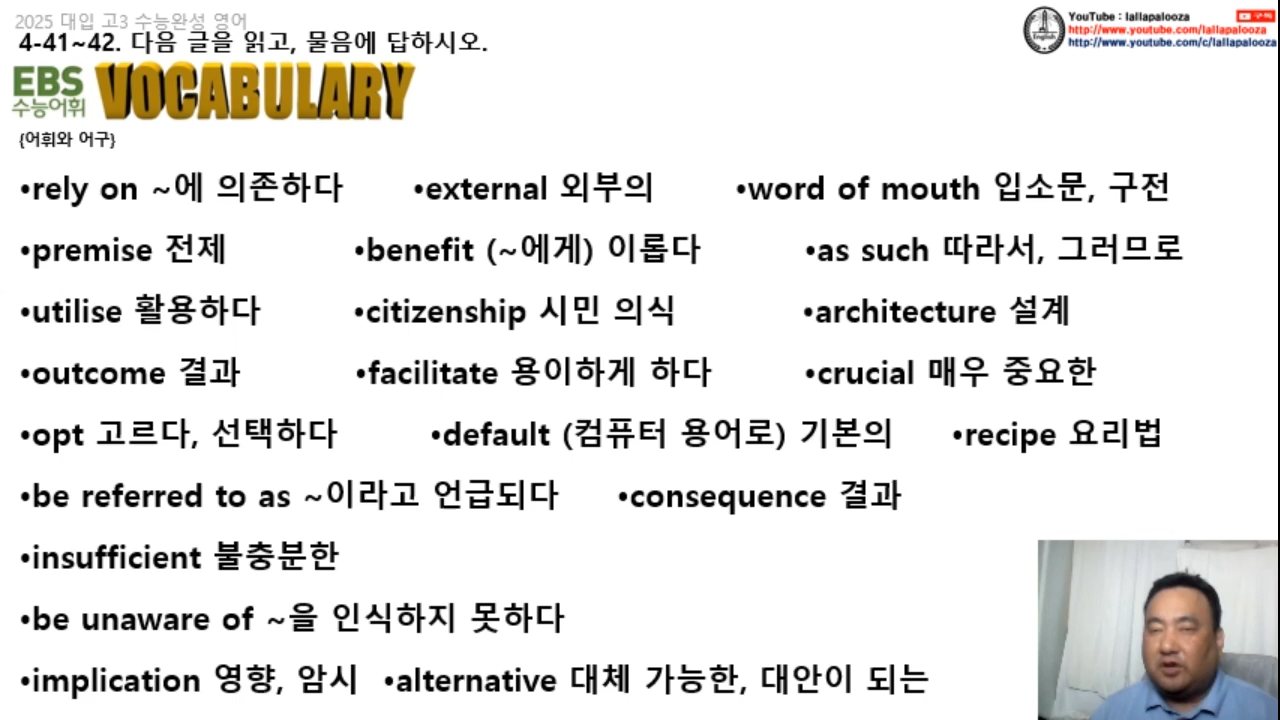 2025 대입 고3 수능완성 영어
4-41~42. 다음 글을 읽고, 물음에 답하시오.
YouTube : lallapalooza
http://www.youtube.com/lallapalooza
http://www.youtube.com/c/lallapalooza
English
EBS
수능어휘
VOCABULARY
{어휘와 어구}
•rely on ~에 의존하다 •external 외부의 •word of mouth 입소문, 구전
•premise 전제 •benefit (~에게) 이롭다 •as such 따라서, 그러므로
•utilise 활용하다 •citizenship 시민 의식 •architecture 설계
•outcome 결과 •facilitate 용이하게 하다 •crucial 매우 중요한
•opt 고르다, 선택하다 •default (컴퓨터 용어로) 기본의 •recipe 요리법
•be referred to as ~이라고 언급되다 •consequence 결과
•insufficient 불충분한
•be unaware of ~을 인식하지 못하다
•implication 영향, 암시 •alternative 대체 가능한, 대안이 되는